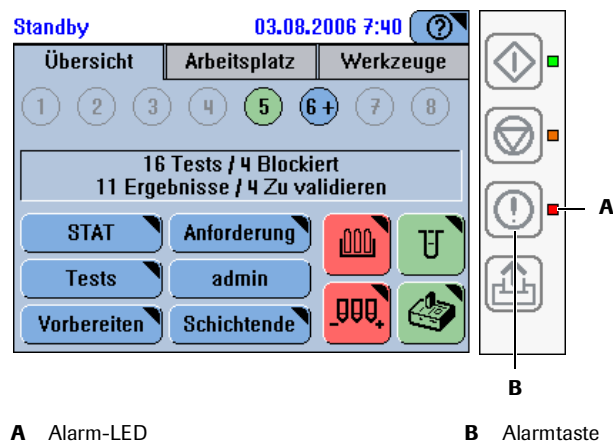 Standby 03.08.2006 7:40 ?
Übersicht Arbeitsplatz Werkzeuge
1 2 3 4 5 6+ 7 8
16 Tests / 4 Blockiert
11 Ergebnisse / 4 Zu validieren
STAT Anforderung
Tests admin
Vorbereiten Schichtende
A
B
A Alarm-LED B Alarmtaste